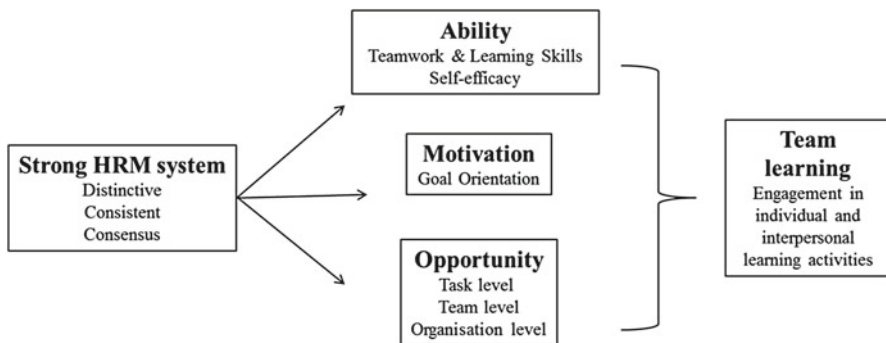 Ability
Teamwork & Learning Skills
Self-efficacy
Strong HRM system
Distinctive
Consistent
Consensus
Motivation
Goal Orientation
Opportunity
Task level
Team level
Organisation level
Team
learning
Engagement in
individual and
interpersonal
learning activities